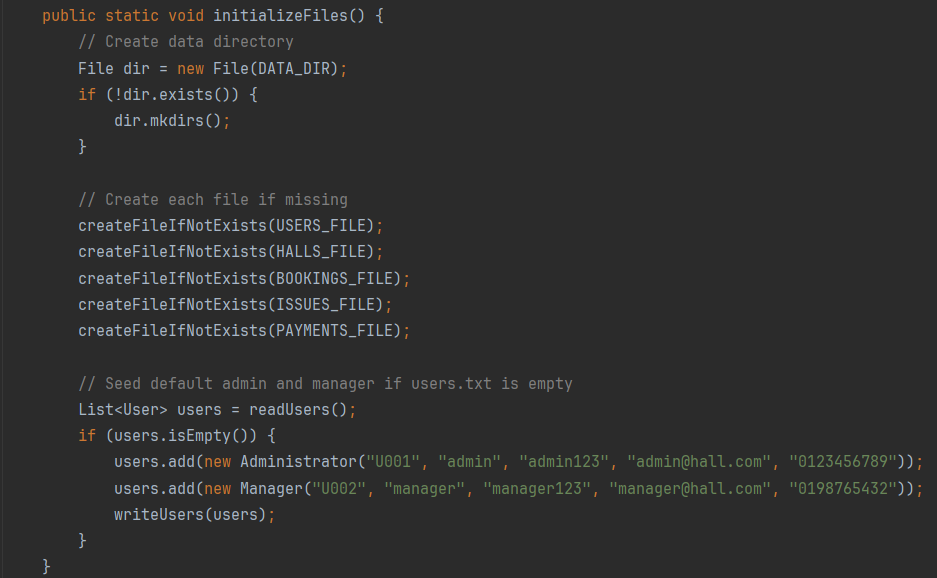 public static void initializeFiles() {
    // Create data directory
    File dir = new File(DATA_DIR);
    if (!dir.exists()) {
        dir.mkdirs();
    }

    // Create each file if missing
    createFileIfNotExists(USERS_FILE);
    createFileIfNotExists(HALLS_FILE);
    createFileIfNotExists(BOOKINGS_FILE);
    createFileIfNotExists(ISSUES_FILE);
    createFileIfNotExists(PAYMENTS_FILE);

    // Seed default admin and manager if users.txt is empty
    List<User> users = readUsers();
    if (users.isEmpty()) {
        users.add(new Administrator("U001", "admin", "admin123", "admin@hall.com", "0123456789"));
        users.add(new Manager("U002", "manager", "manager123", "manager@hall.com", "0198765432"));
        writeUsers(users);
    }
}